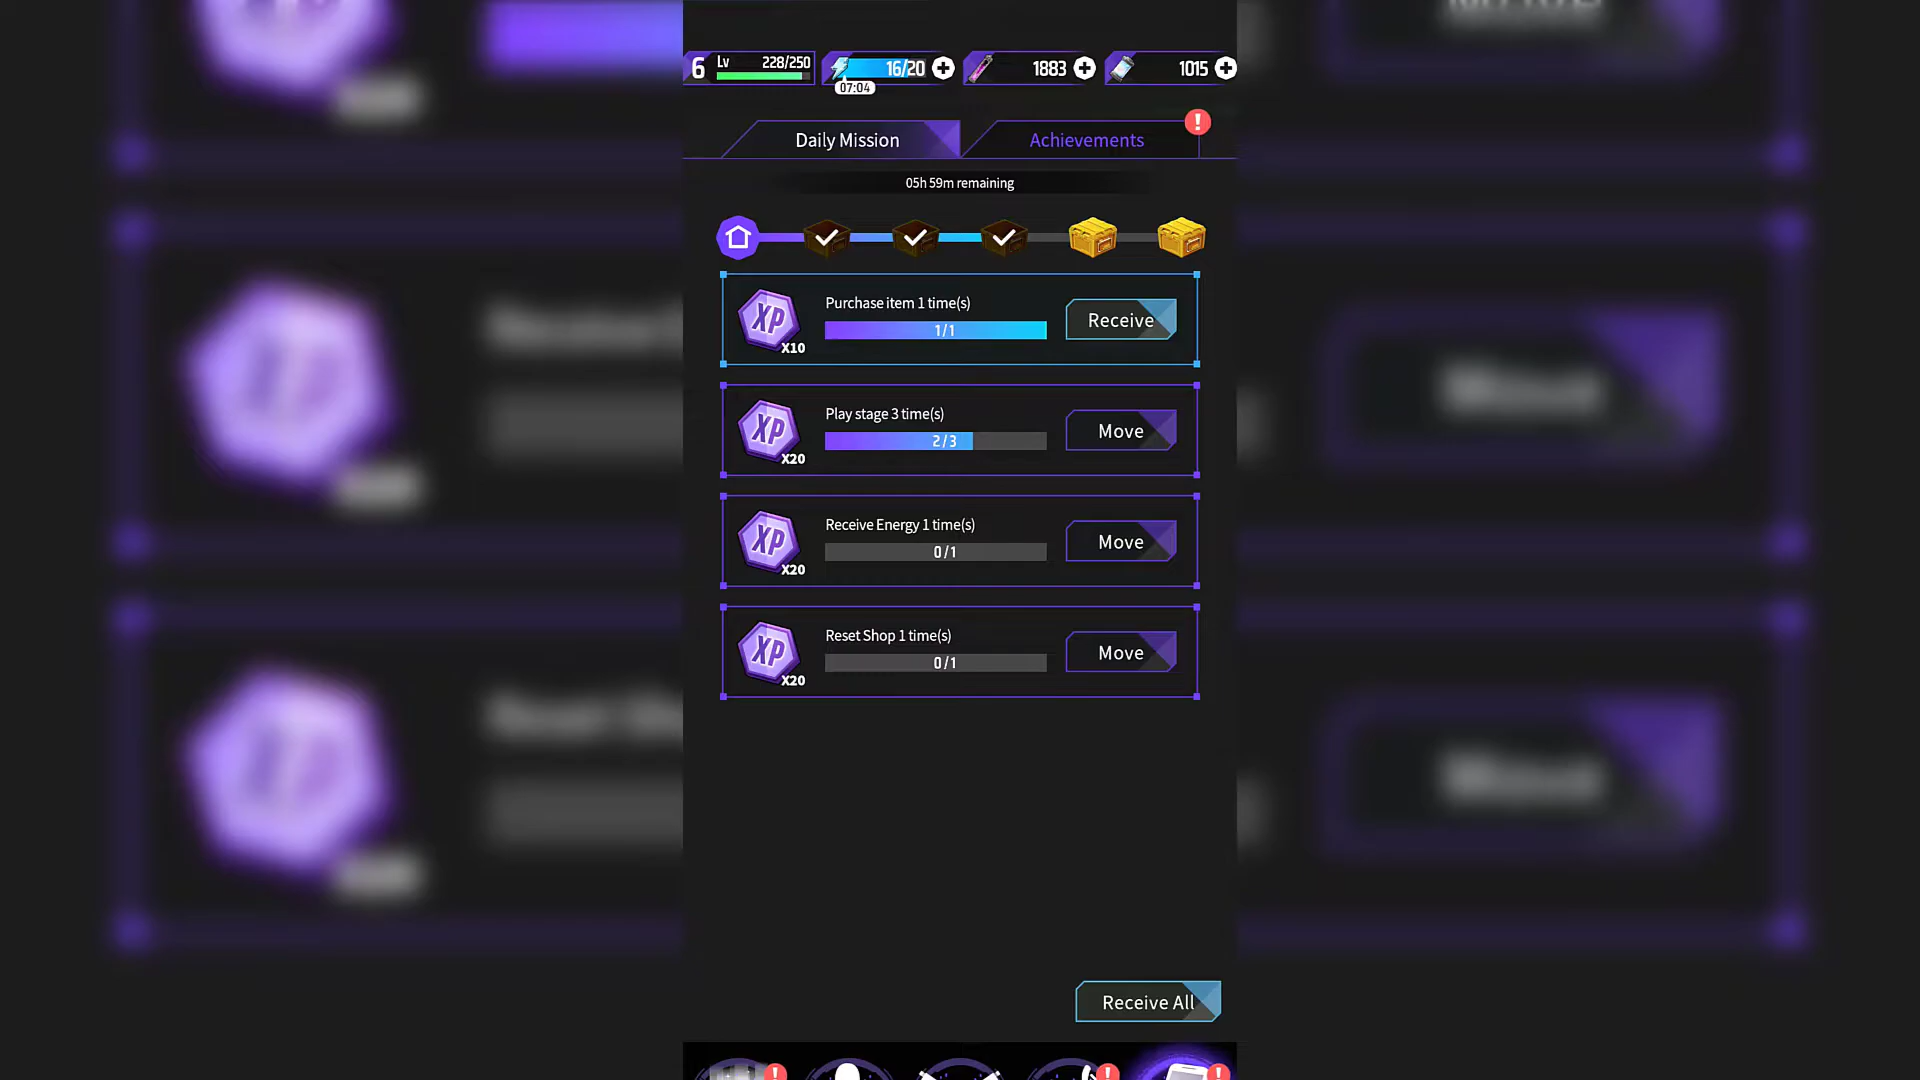 6 Lv 228/250 16/20 1883 1015
07:04
Daily Mission Achievements !
05h 59m remaining
Purchase item 1 time(s)
XP X10 1/1 Receive
Play stage 3 time(s)
XP X20 2/3 Move
Receive Energy 1 time(s)
XP X20 0/1 Move
Reset Shop 1 time(s)
XP X20 0/1 Move
Receive All
! ! !